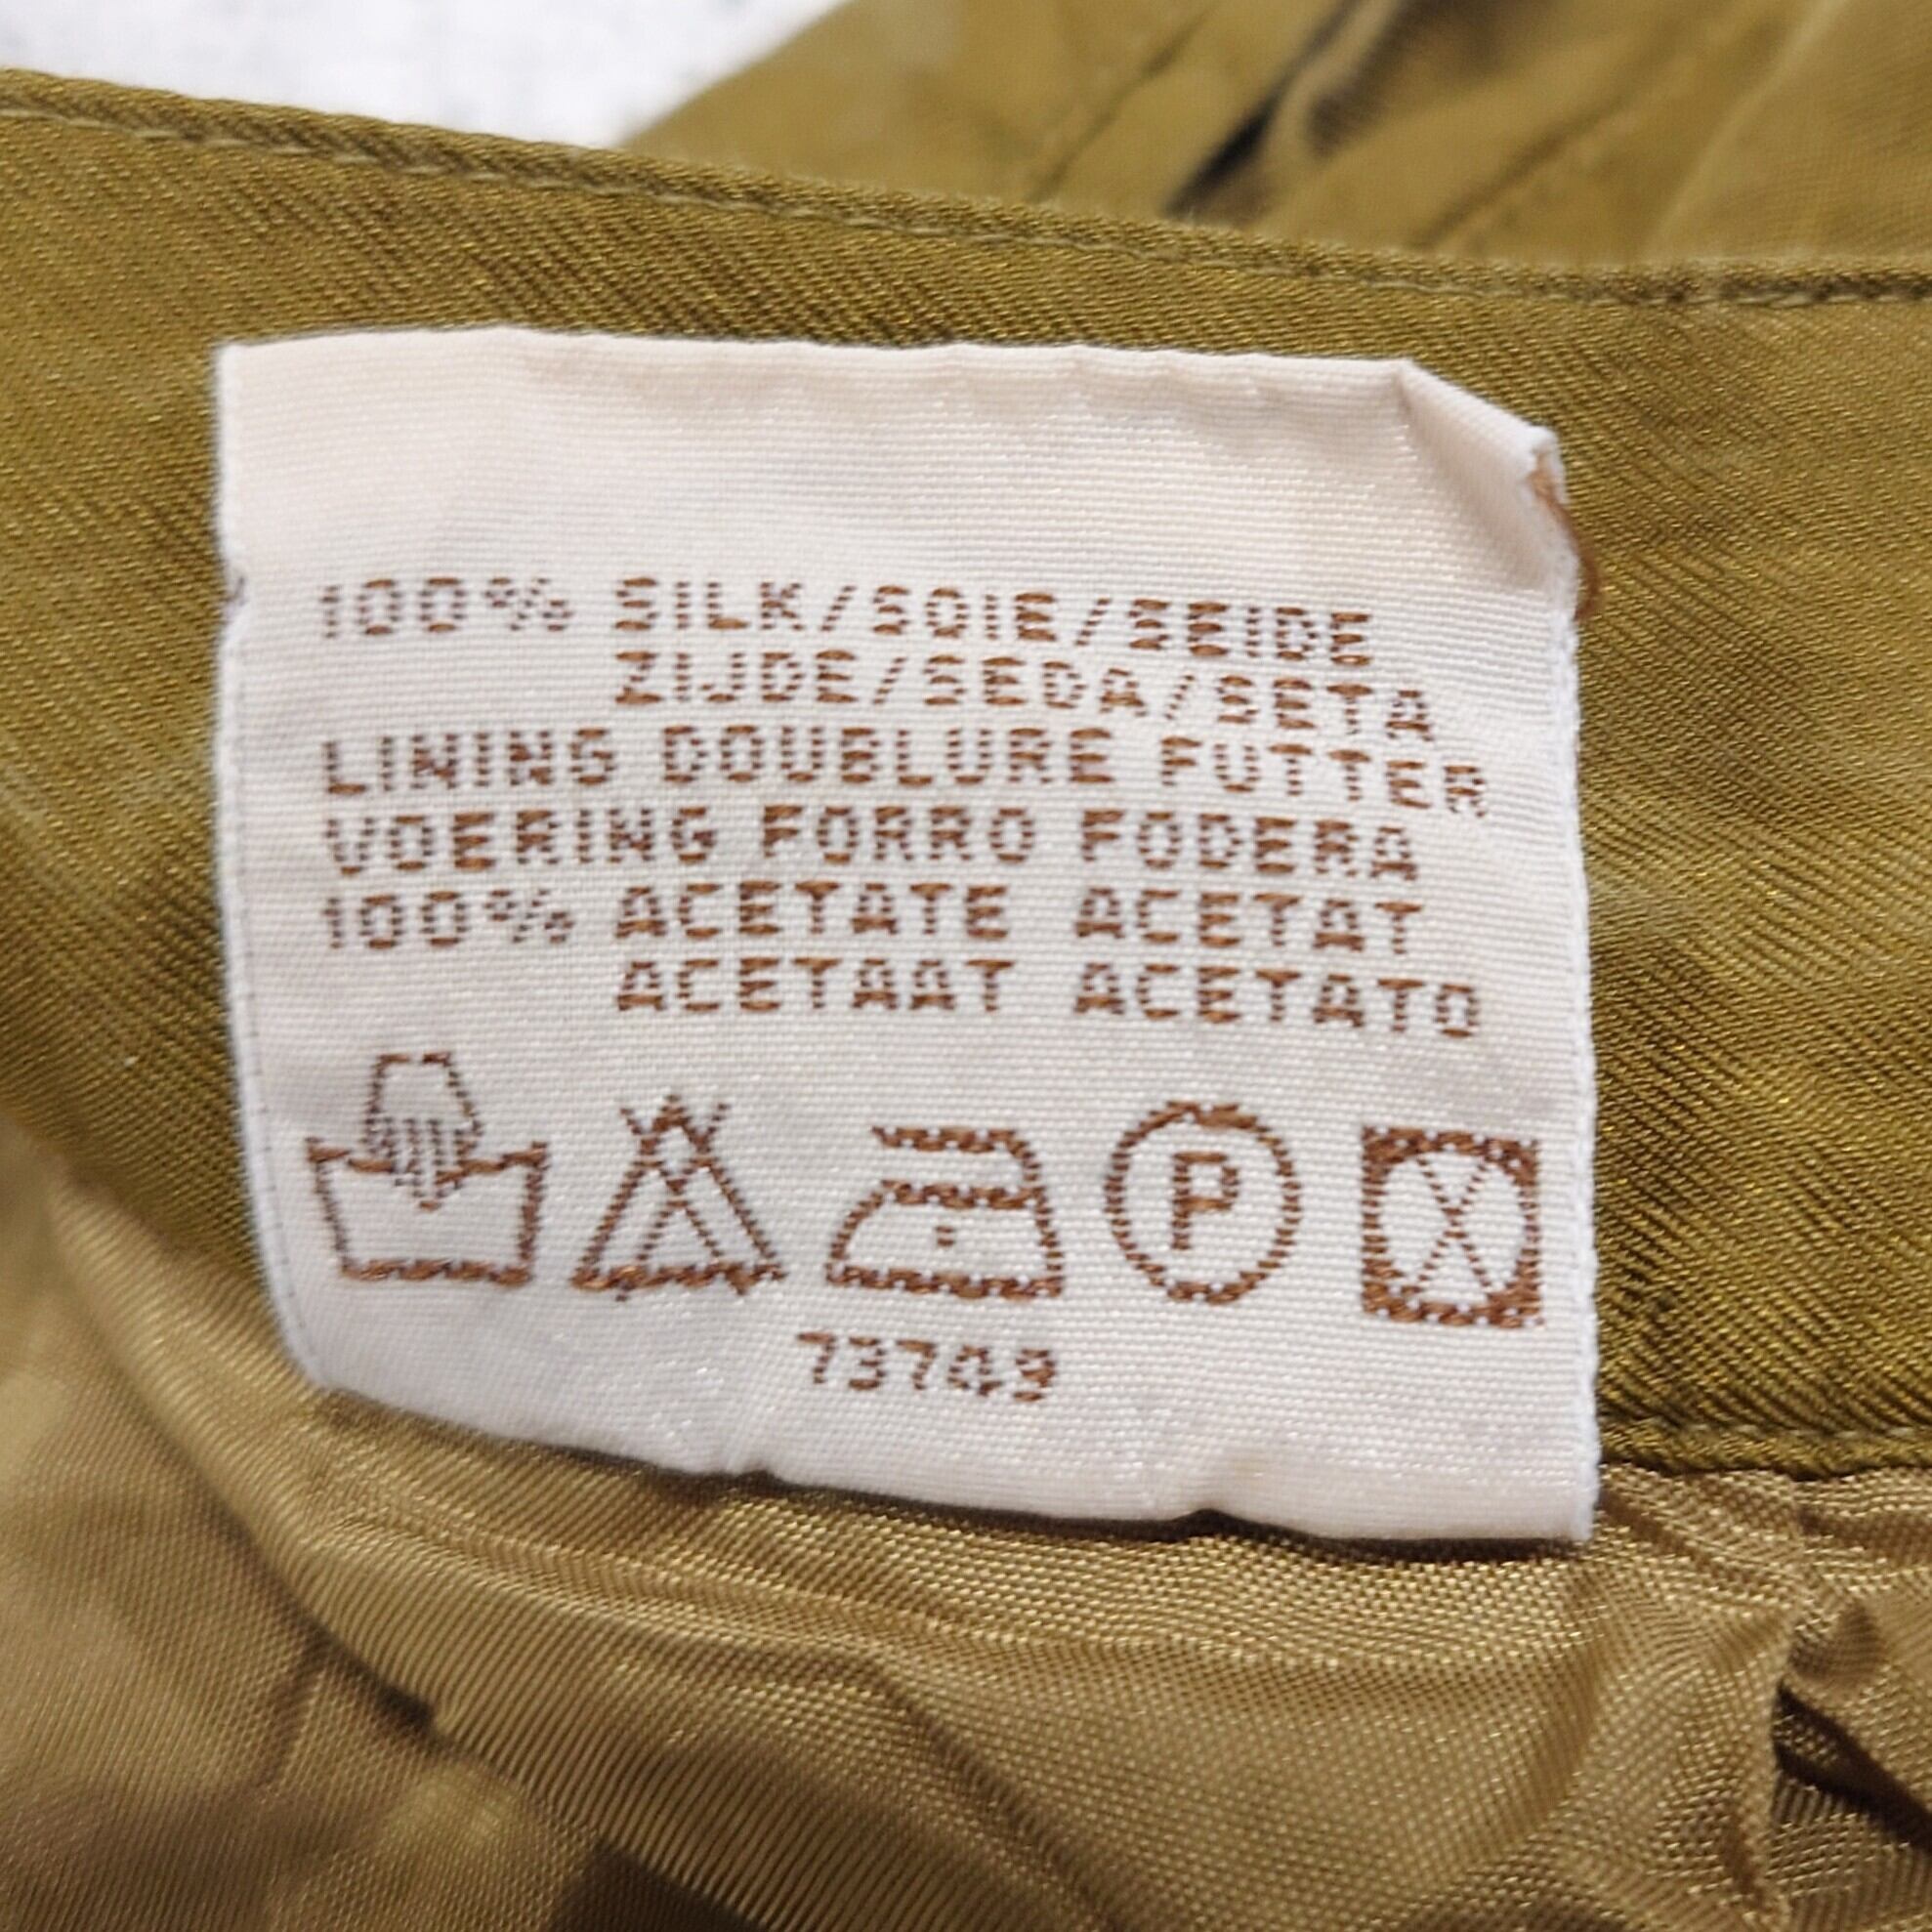 100% SILK/SOIE/SEIDE
ZIJDE/SEDA/SETA
LINING DOUBLURE FUTTER
VOERING FORRO FODERA
100% ACETATE ACETAT
ACETAAT ACETATO
P
73749